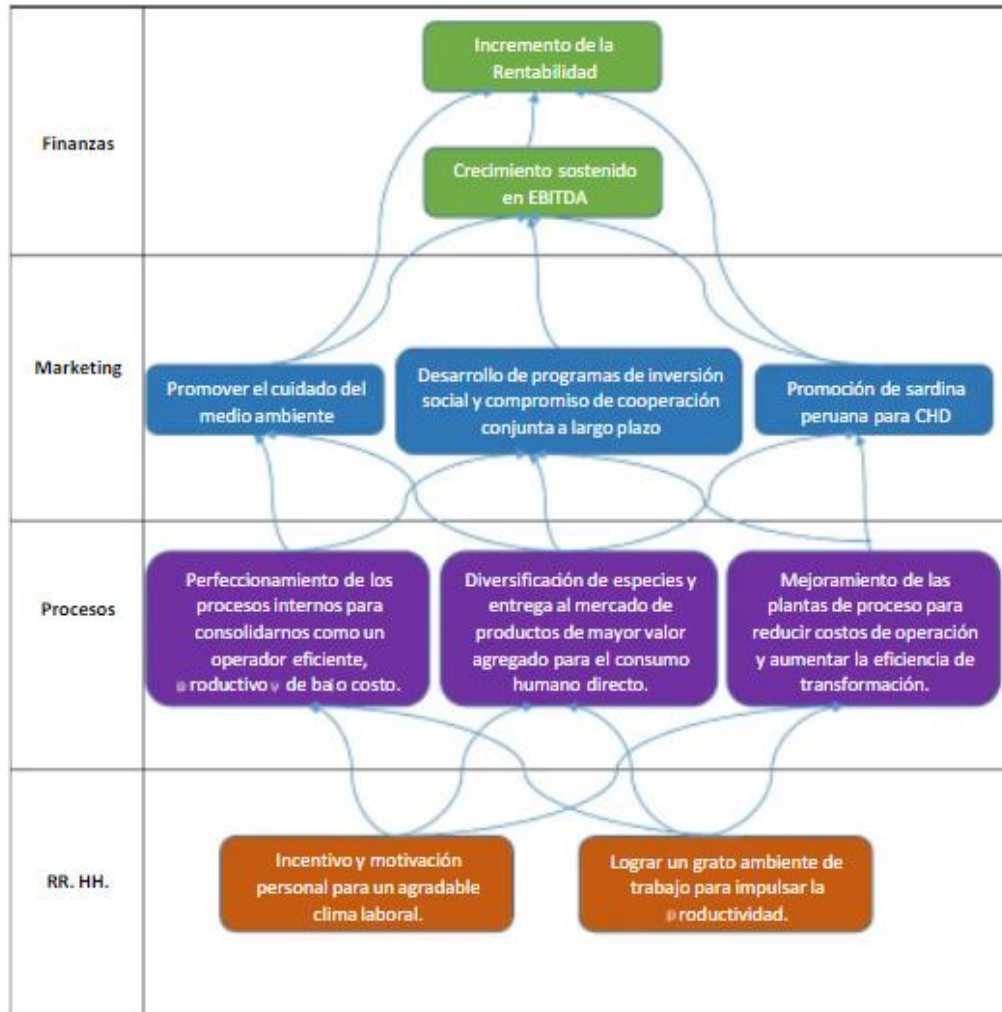 Incremento de la
Rentabilidad
Finanzas
Crecimiento sostenido
en EBITDA
Marketing
Promover el cuidado del
medio ambiente
Desarrollo de programas de inversión
social y compromiso de cooperación
conjunta a largo plazo
Promoción de sardina
peruana para CHD
Procesos
Perfeccionamiento de los
procesos internos para
consolidarnos como un
operador eficiente,
productivo y de bajo costo.
Diversificación de especies y
entrega al mercado de
productos de mayor valor
agregado para el consumo
humano directo.
Mejoramiento de las
plantas de proceso para
reducir costos de operación
y aumentar la eficiencia de
transformación.
RR. HH.
Incentivo y motivación
personal para un agradable
clima laboral.
Lograr un grato ambiente de
trabajo para impulsar la
productividad.